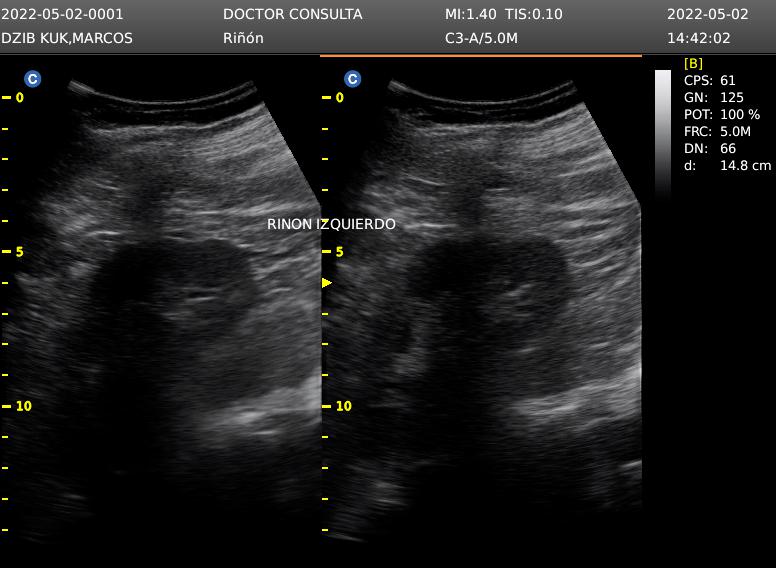 2022-05-02-0001 DOCTOR CONSULTA MI:1.40 TIS:0.10 2022-05-02
DZIB KUK,MARCOS Riñón C3-A/5.0M 14:42:02
C C [B]
0 0 CPS: 61
GN: 125
POT: 100 %
FRC: 5.0M
DN: 66
d: 14.8 cm
RINON IZQUIERDO
5 5
10 10